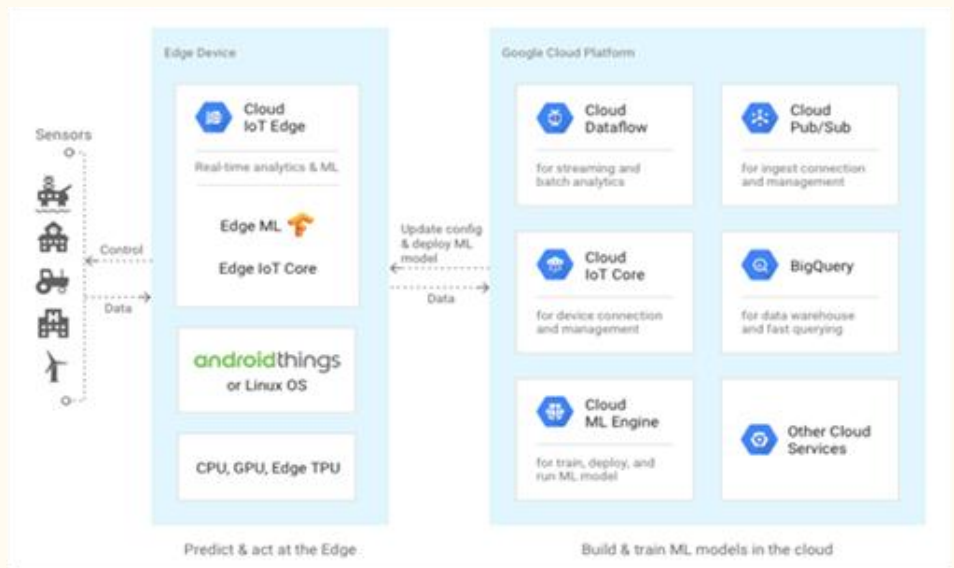 Edge Device
Google Cloud Platform
Sensors
Cloud
IoT Edge
Real-time analytics & ML
Edge ML
Edge IoT Core
Control
Data
androidthings
or Linux OS
CPU, GPU, Edge TPU
Predict & act at the Edge
Update config
& deploy ML
model
Data
Cloud
Dataflow
for streaming and
batch analytics
Cloud
Pub/Sub
for ingest connection
and management
Cloud
IoT Core
for device connection
and management
BigQuery
for data warehouse
and fast querying
Cloud
ML Engine
for train, deploy, and
run ML model
Other Cloud
Services
Build & train ML models in the cloud